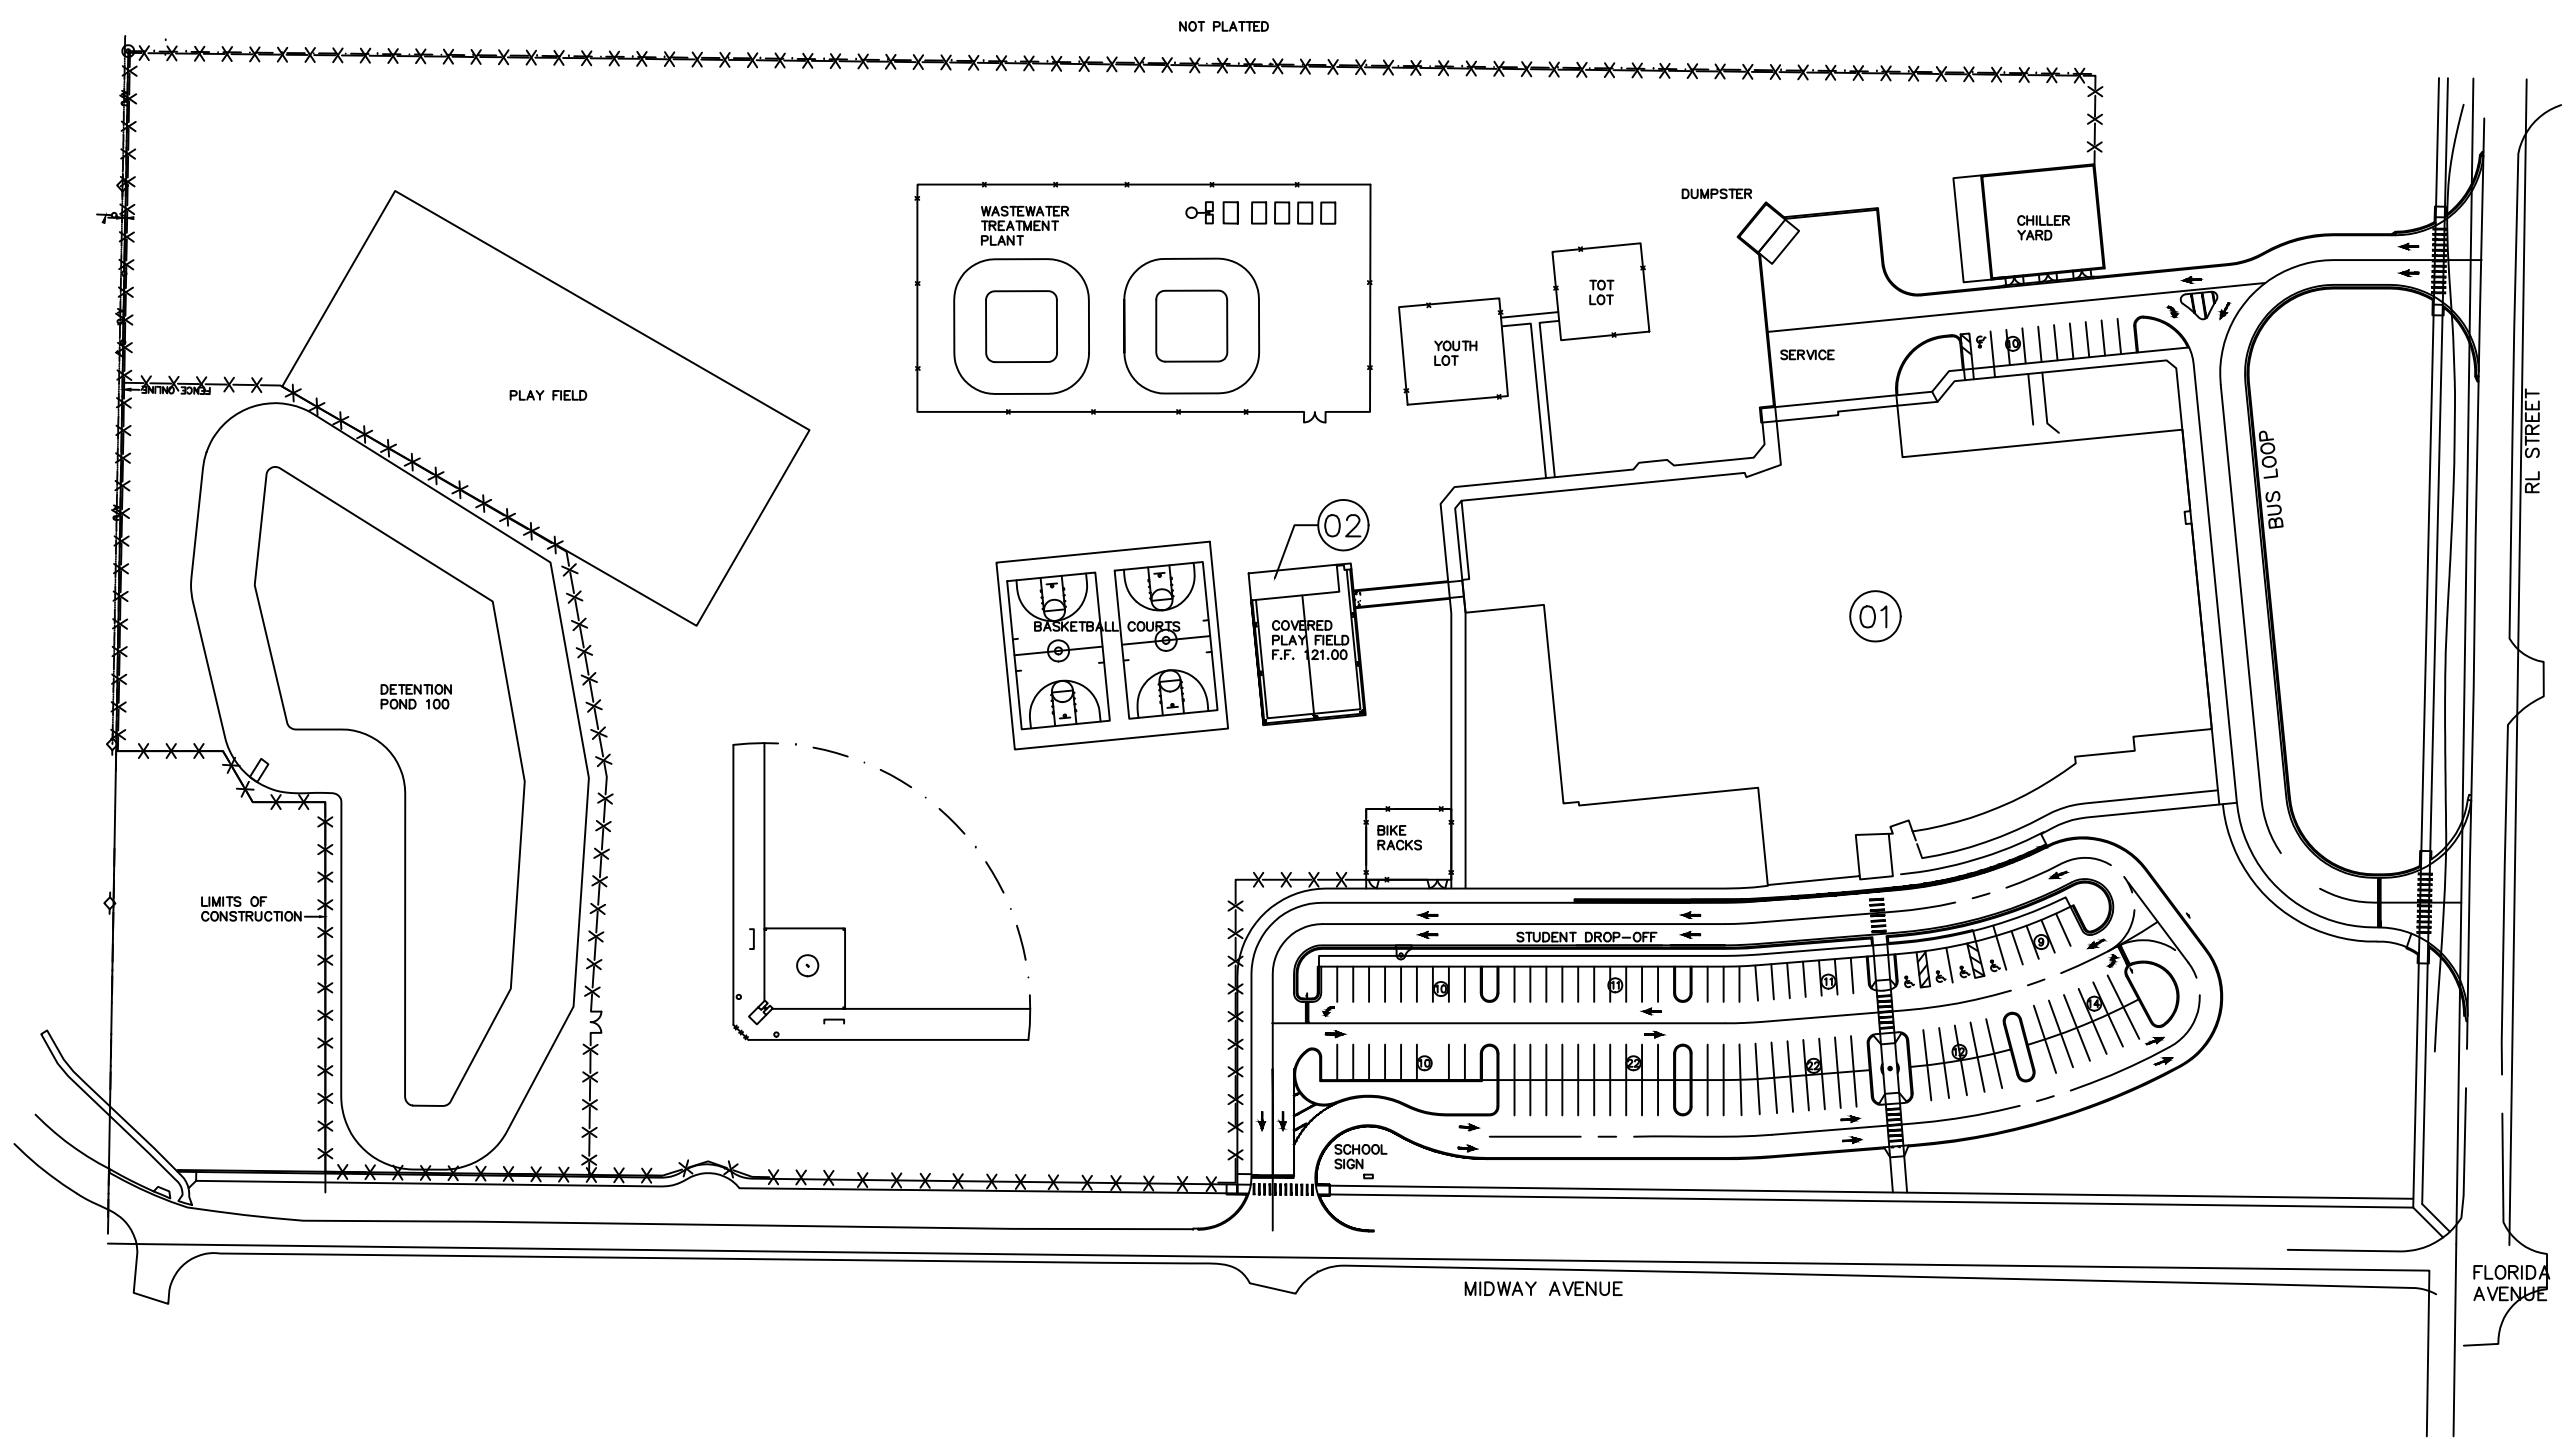 NOT PLATTED
DUMPSTER
WASTEWATER
TREATMENT
PLANT
CHILLER
YARD
TOT
LOT
YOUTH
LOT
SERVICE
10
FENCE ONLINE
PLAY FIELD
RL STREET
BUS LOOP
02
01
BASKETBALL COURTS
COVERED
PLAY FIELD
F.F. 121.00
DETENTION
POND 100
BIKE
RACKS
LIMITS OF
CONSTRUCTION
STUDENT DROP-OFF
9
10
11
11
14
10
22
22
12
SCHOOL
SIGN
MIDWAY AVENUE
FLORIDA
AVENUE